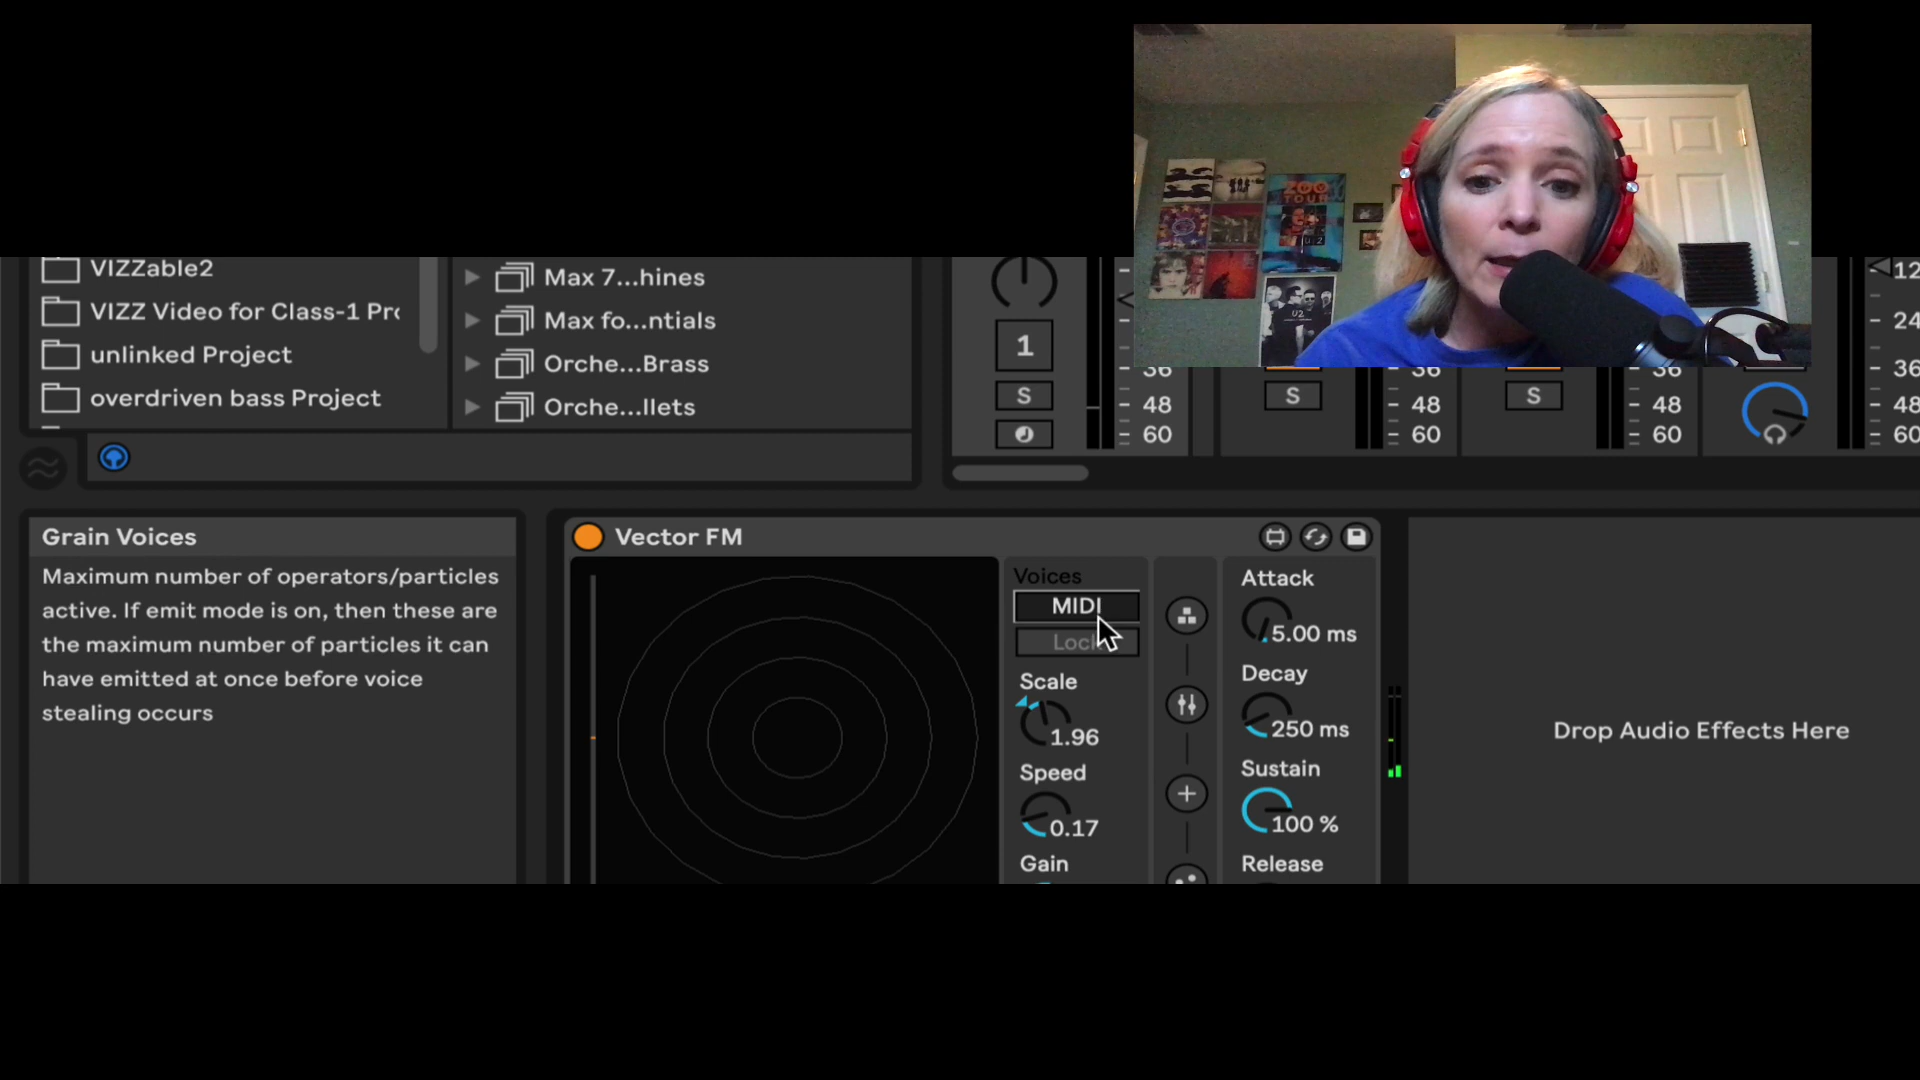 ZOO
TOUR
U2
U2
VIZZable2
VIZZ Video for Class-1 Pro
unlinked Project
overdriven bass Project
Max 7...hines
Max fo...ntials
Orche...Brass
Orche...llets
1
S
36
48
60
S
36
48
60
S
36
48
60
12
24
36
48
60
Grain Voices
Maximum number of operators/particles
active. If emit mode is on, then these are
the maximum number of particles it can
have emitted at once before voice
stealing occurs
Vector FM
Voices
MIDI
Lock
Scale
1.96
Speed
0.17
Gain
Attack
5.00 ms
Decay
250 ms
Sustain
100 %
Release
Drop Audio Effects Here